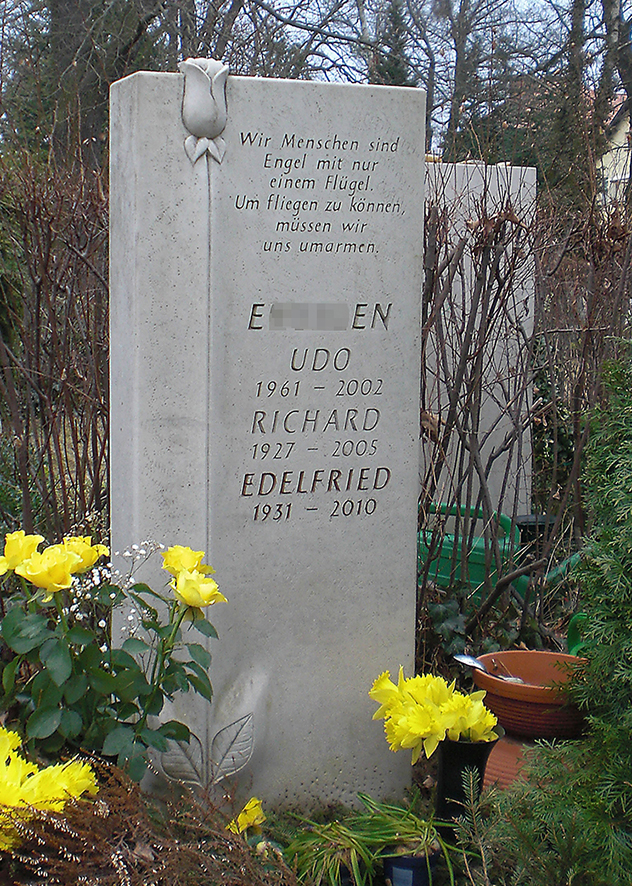 Wir Menschen sind
Engel mit nur
einem Flügel.
Um fliegen zu können,
müssen wir
uns umarmen.
UDO
1961 – 2002
RICHARD
1927 – 2005
EDELFRIED
1931 – 2010